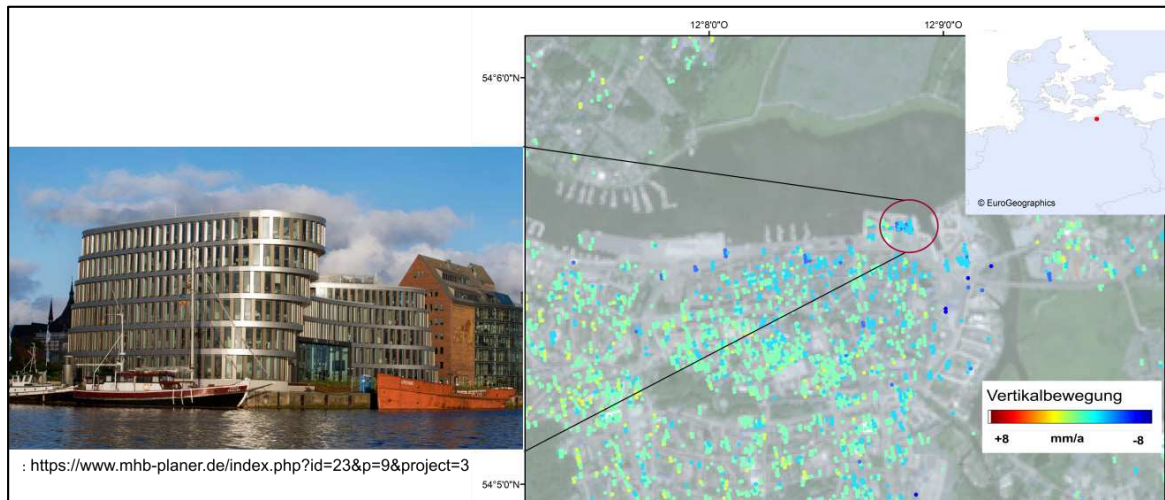 12°8'0"O
12°9'0"O
54°6'0"N
© EuroGeographics
Vertikalbewegung
+8 mm/a -8
: https://www.mhb-planer.de/index.php?id=23&p=9&project=3
54°5'0"N